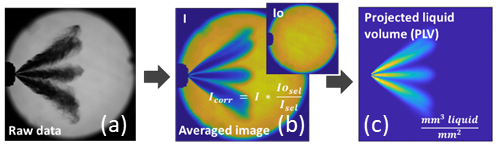 Raw data
(a)
I
Io
I_corr = I * Io_sel / I_sel
Averaged image
(b)
Projected liquid
volume (PLV)
(c)
mm³ liquid / mm²